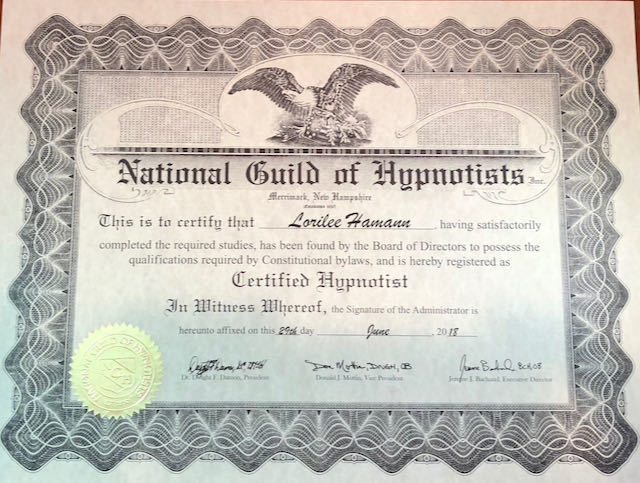 National Guild of Hypnotists Inc.
Merrimack, New Hampshire
This is to certify that Lorilee Hamann, having satisfactorily
completed the required studies, has been found by the Board of Directors to possess the
qualifications required by Constitutional bylaws, and is hereby registered as
Certified Hypnotist
In Witness Whereof, the Signature of the Administrator is
hereunto affixed on this 29th day June, 2018
Dr. Dwight F. Damon, President Donald J. Mottin, Vice President Jereme J. Bachand, Executive Director